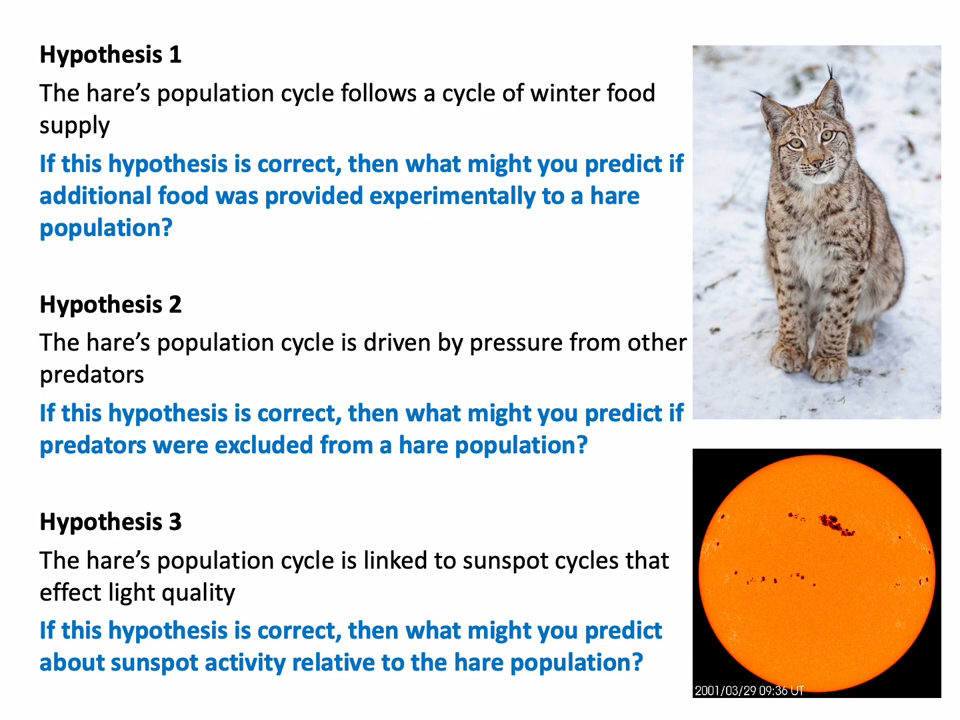 Hypothesis 1
The hare's population cycle follows a cycle of winter food
supply
If this hypothesis is correct, then what might you predict if
additional food was provided experimentally to a hare
population?
Hypothesis 2
The hare's population cycle is driven by pressure from other
predators
If this hypothesis is correct, then what might you predict if
predators were excluded from a hare population?
Hypothesis 3
The hare's population cycle is linked to sunspot cycles that
effect light quality
If this hypothesis is correct, then what might you predict
about sunspot activity relative to the hare population?
2001/03/29 09:36 UT